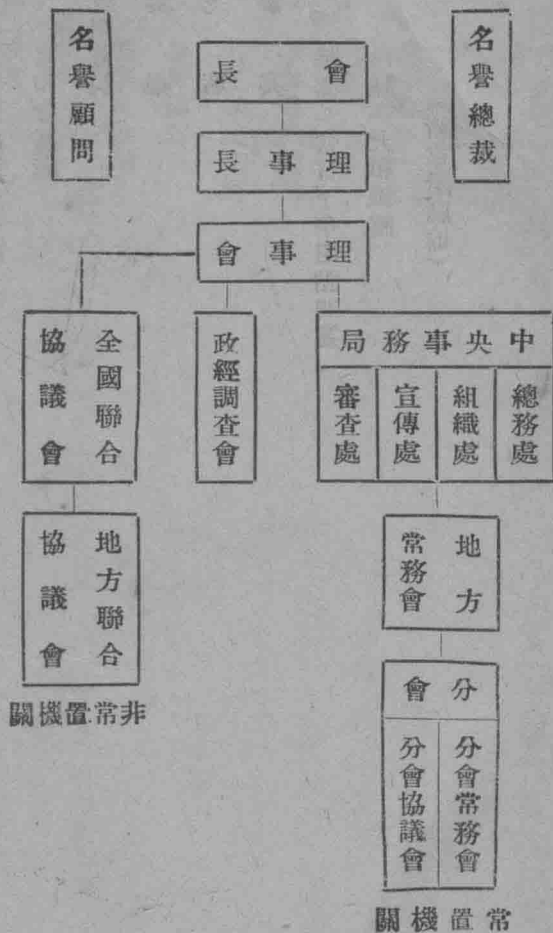 名譽總裁
會長
名譽顧問
理事長
理事會
中央事務局
總務處
組織處
宣傳處
審查處
政經調查會
全國聯合
協議會
地方
常務會
地方聯合
協議會
分會
分會常務會
分會協議會
常置機關
非常置機關